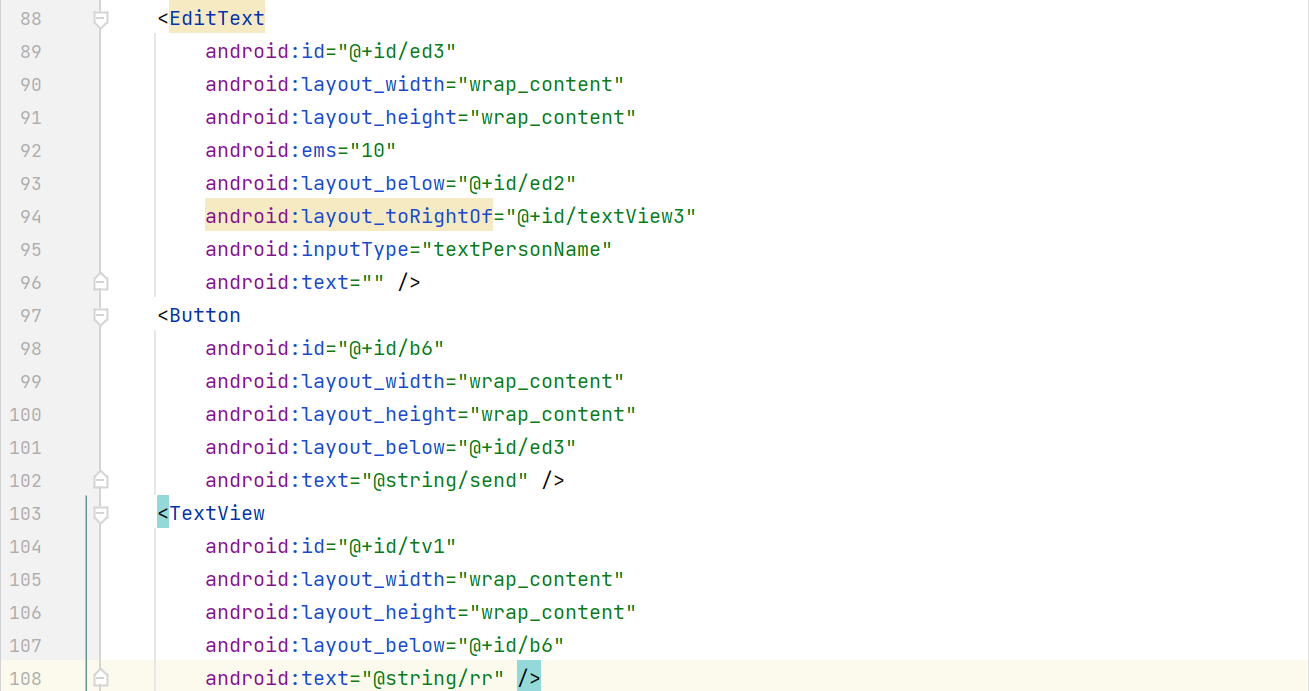 88 <EditText
89 android:id="@+id/ed3"
90 android:layout_width="wrap_content"
91 android:layout_height="wrap_content"
92 android:ems="10"
93 android:layout_below="@+id/ed2"
94 android:layout_toRightOf="@+id/textView3"
95 android:inputType="textPersonName"
96 android:text="" />
97 <Button
98 android:id="@+id/b6"
99 android:layout_width="wrap_content"
100 android:layout_height="wrap_content"
101 android:layout_below="@+id/ed3"
102 android:text="@string/send" />
103 <TextView
104 android:id="@+id/tv1"
105 android:layout_width="wrap_content"
106 android:layout_height="wrap_content"
107 android:layout_below="@+id/b6"
108 android:text="@string/rr" />